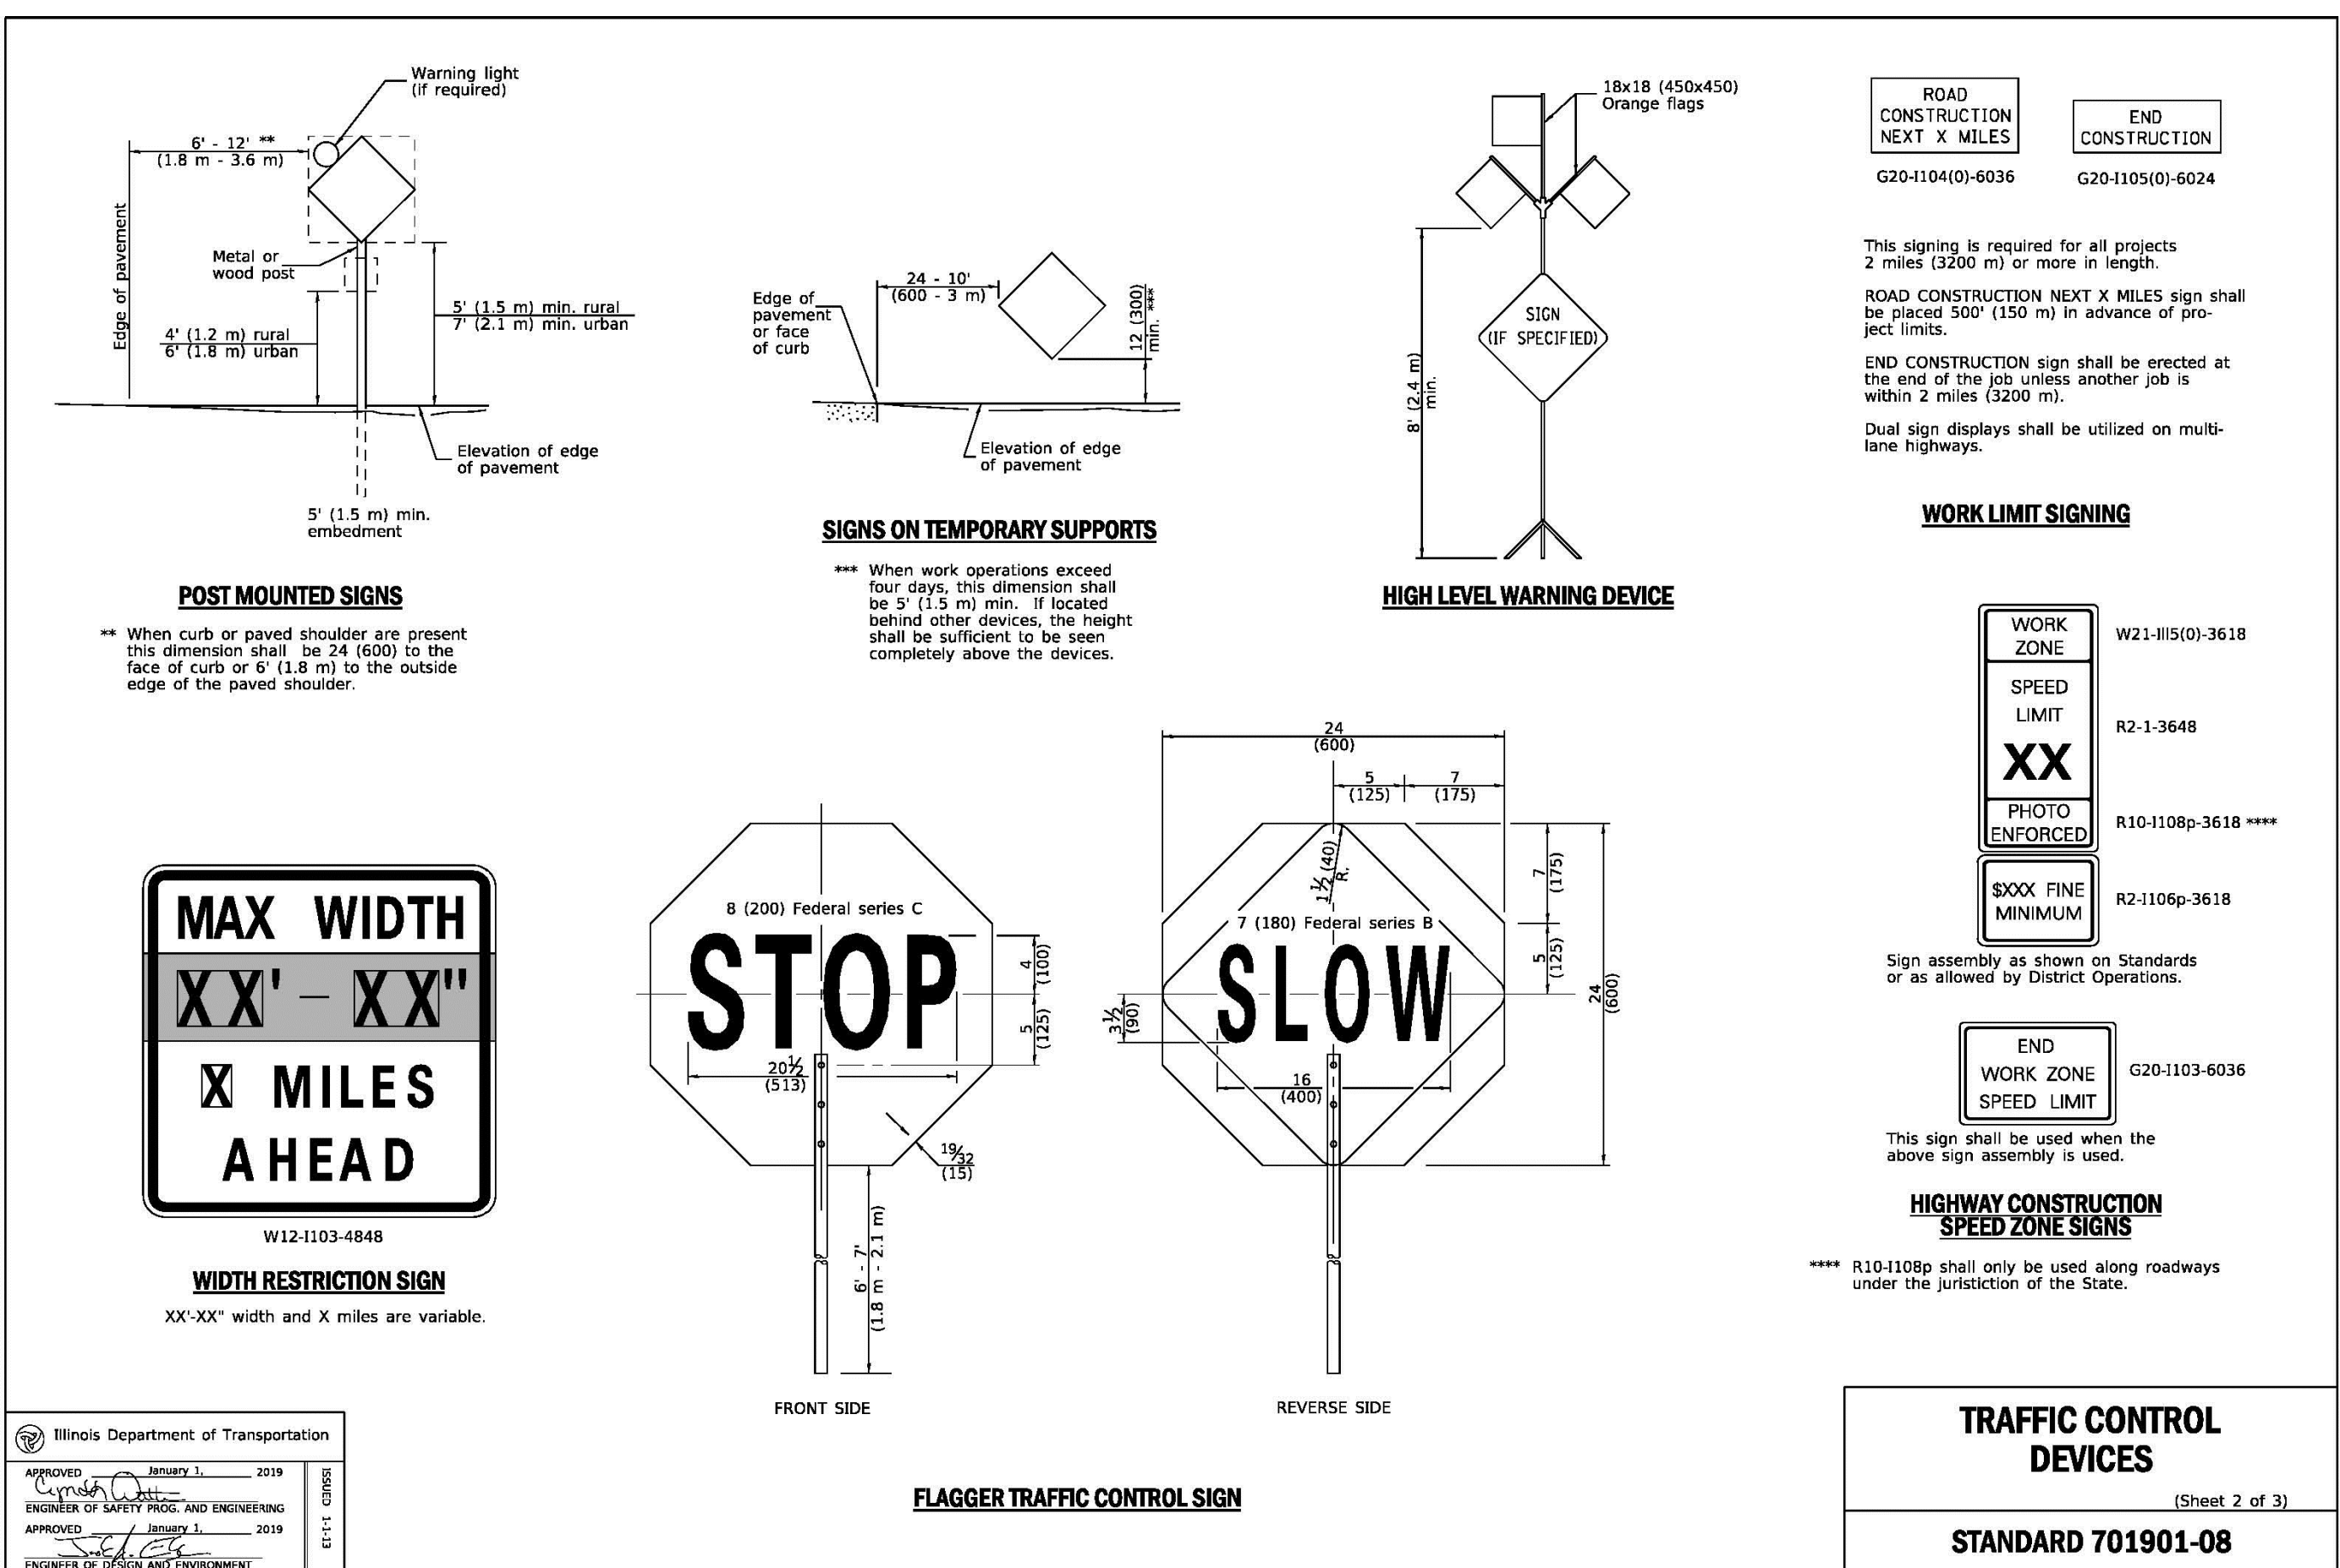 Warning light
(if required)
6' - 12' **
(1.8 m - 3.6 m)
Edge of pavement
Metal or
wood post
4' (1.2 m) rural
6' (1.8 m) urban
5' (1.5 m) min. rural
7' (2.1 m) min. urban
Elevation of edge
of pavement
5' (1.5 m) min.
embedment
POST MOUNTED SIGNS
** When curb or paved shoulder are present
this dimension shall be 24 (600) to the
face of curb or 6' (1.8 m) to the outside
edge of the paved shoulder.
24 - 10'
(600 - 3 m)
Edge of
pavement
or face
of curb
12 (300)
min. ***
Elevation of edge
of pavement
SIGNS ON TEMPORARY SUPPORTS
*** When work operations exceed
four days, this dimension shall
be 5' (1.5 m) min. If located
behind other devices, the height
shall be sufficient to be seen
completely above the devices.
18x18 (450x450)
Orange flags
SIGN
(IF SPECIFIED)
8' (2.4 m)
min.
HIGH LEVEL WARNING DEVICE
ROAD
CONSTRUCTION
NEXT X MILES
G20-I104(0)-6036
END
CONSTRUCTION
G20-I105(0)-6024
This signing is required for all projects
2 miles (3200 m) or more in length.
ROAD CONSTRUCTION NEXT X MILES sign shall
be placed 500' (150 m) in advance of pro-
ject limits.
END CONSTRUCTION sign shall be erected at
the end of the job unless another job is
within 2 miles (3200 m).
Dual sign displays shall be utilized on multi-
lane highways.
WORK LIMIT SIGNING
WORK
ZONE
W21-III5(0)-3618
SPEED
LIMIT
XX
R2-1-3648
PHOTO
ENFORCED
R10-I108p-3618 ****
$XXX FINE
MINIMUM
R2-I106p-3618
Sign assembly as shown on Standards
or as allowed by District Operations.
END
WORK ZONE
SPEED LIMIT
G20-I103-6036
This sign shall be used when the
above sign assembly is used.
HIGHWAY CONSTRUCTION
SPEED ZONE SIGNS
**** R10-I108p shall only be used along roadways
under the juristiction of the State.
MAX WIDTH
XX' - XX"
X MILES
AHEAD
W12-I103-4848
WIDTH RESTRICTION SIGN
XX'-XX" width and X miles are variable.
8 (200) Federal series C
STOP
4
(100)
5
(125)
20 1/2
(513)
19/32
(15)
6' - 7'
(1.8 m - 2.1 m)
FRONT SIDE
24
(600)
5
(125)
7
(175)
1 1/2 (40)
R.
7 (180) Federal series B
SLOW
7
(175)
5
(125)
24
(600)
3 1/2
(90)
16
(400)
REVERSE SIDE
FLAGGER TRAFFIC CONTROL SIGN
Illinois Department of Transportation
APPROVED January 1, 2019
ENGINEER OF SAFETY PROG. AND ENGINEERING
APPROVED January 1, 2019
ENGINEER OF DESIGN AND ENVIRONMENT
ISSUED 1-1-13
TRAFFIC CONTROL
DEVICES
(Sheet 2 of 3)
STANDARD 701901-08